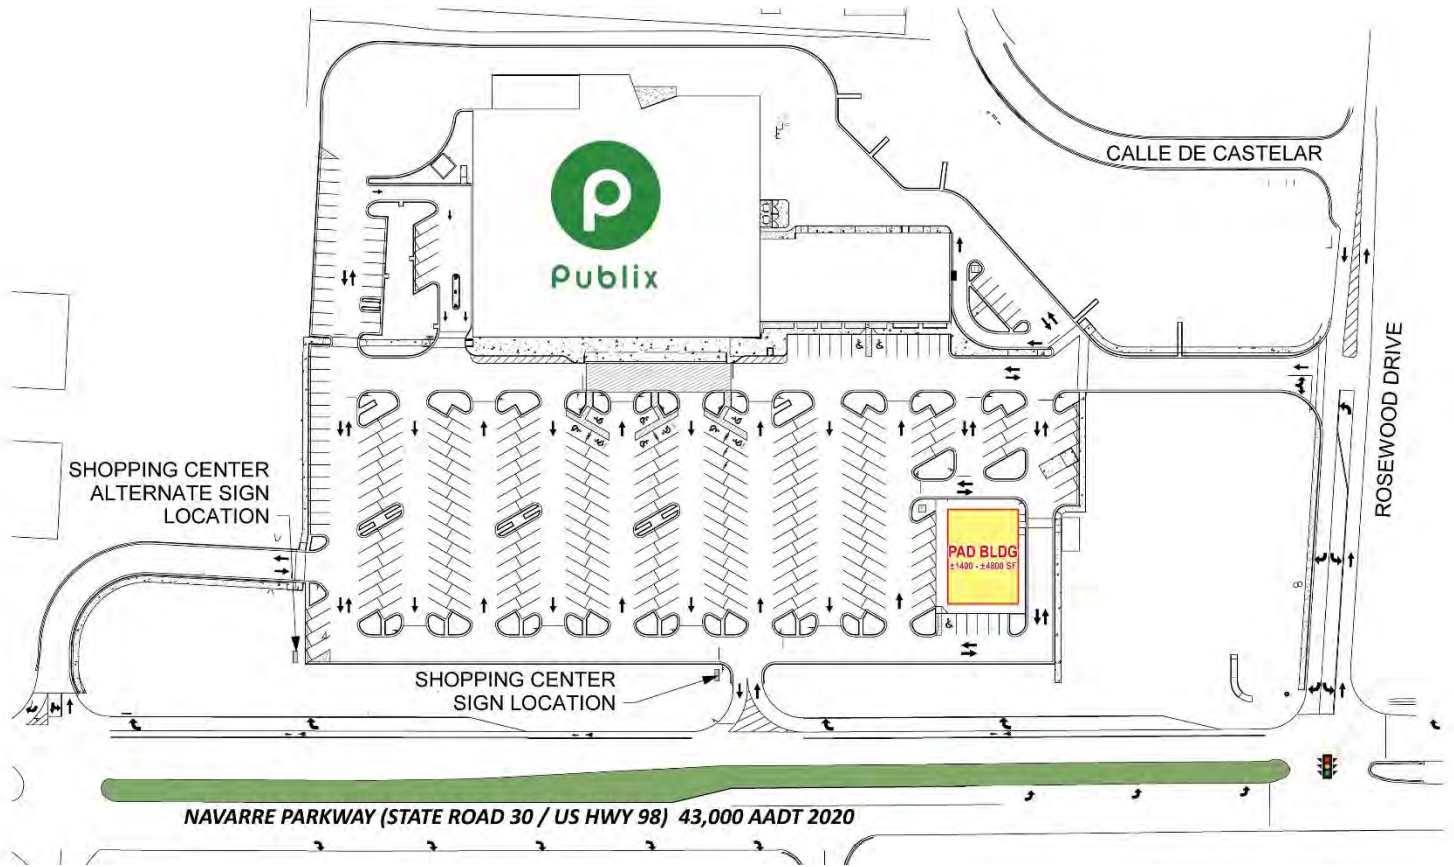 Publix
CALLE DE CASTELAR
ROSEWOOD DRIVE
SHOPPING CENTER
ALTERNATE SIGN
LOCATION
PAD BLDG
±1400 - ±4800 SF
SHOPPING CENTER
SIGN LOCATION
NAVARRE PARKWAY (STATE ROAD 30 / US HWY 98) 43,000 AADT 2020